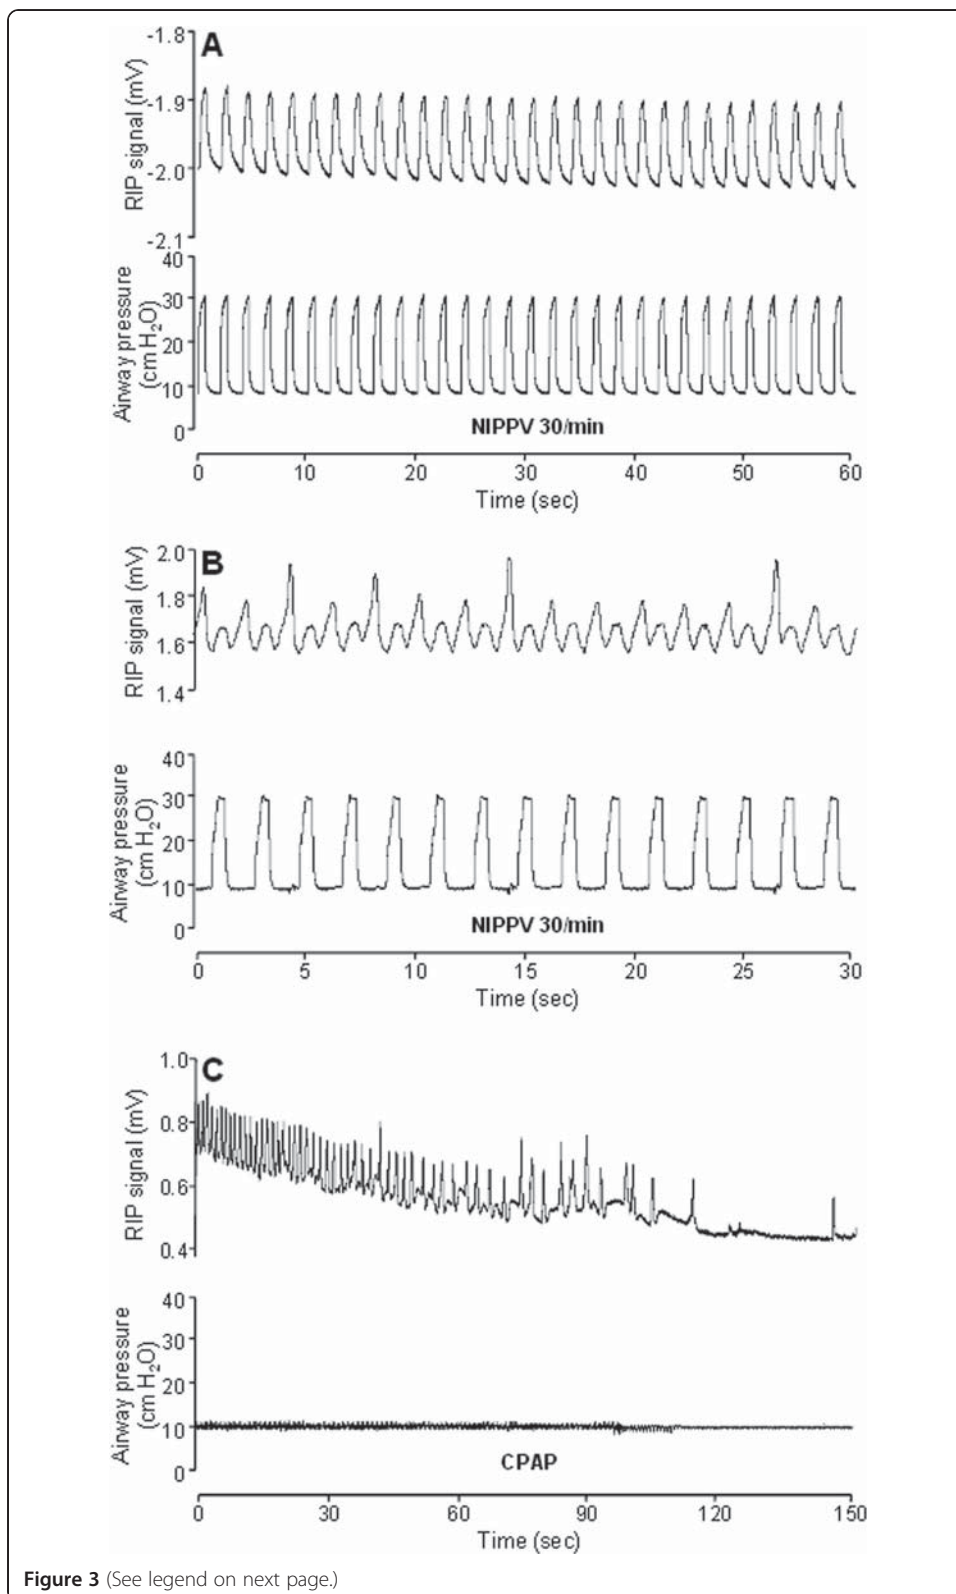 A
RIP signal (mV)
-1.8
-1.9
-2.0
-2.1
Airway pressure
(cm H₂O)
40
30
20
10
0
NIPPV 30/min
0 10 20 30 40 50 60
Time (sec)
B
RIP signal (mV)
2.0
1.8
1.6
1.4
Airway pressure
(cm H₂O)
40
30
20
10
0
NIPPV 30/min
0 5 10 15 20 25 30
Time (sec)
C
RIP signal (mV)
1.0
0.8
0.6
0.4
Airway pressure
(cm H₂O)
40
30
20
10
0
CPAP
0 30 60 90 120 150
Time (sec)
Figure 3 (See legend on next page.)